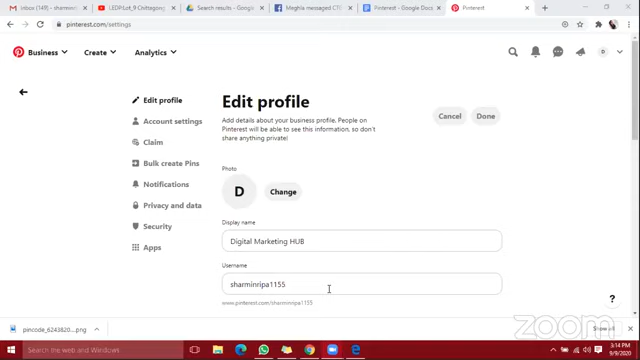 inbox (149) - sharminrip
LEDPilot_9 Chittagong
Search results - Google
Meghla messaged
Pinterest - Google Docs
Pinterest
pinterest.com/settings
Business
Create
Analytics
D
Edit profile
Account settings
Claim
Bulk create Pins
Notifications
Privacy and data
Security
Apps
Edit profile
Add details about your business profile. People on
Pinterest will be able to see this information, so don't
share anything private!
Cancel
Done
Photo
D
Change
Display name
Digital Marketing HUB
Username
sharminripa1155
www.pinterest.com/sharminripa1155
?
pincode_6243820....png
Show all
zoom
Search the web and Windows
3:14 PM
9/9/2020